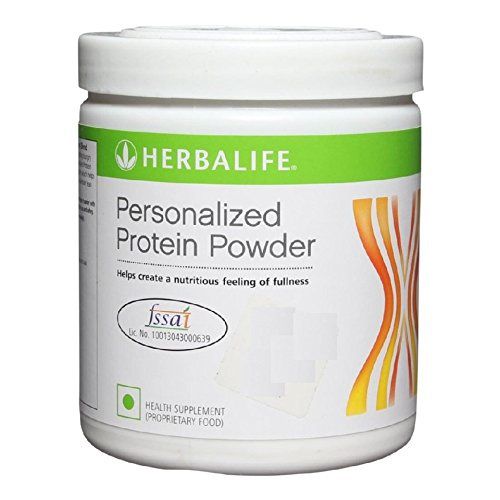 HERBALIFE®
Personalized
Protein Powder
Helps create a nutritious feeling of fullness
fssai
Lic. No. 10013043000639
HEALTH SUPPLEMENT
(PROPRIETARY FOOD)